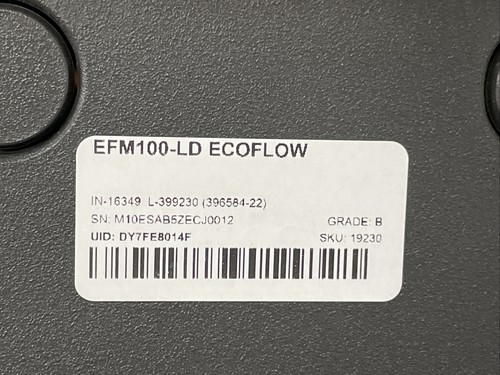 EFM100-LD ECOFLOW
IN-16349 L-399230 (396584-22)
SN: M10ESAB5ZECJ0012
GRADE: B
UID: DY7FE8014F
SKU: 19230